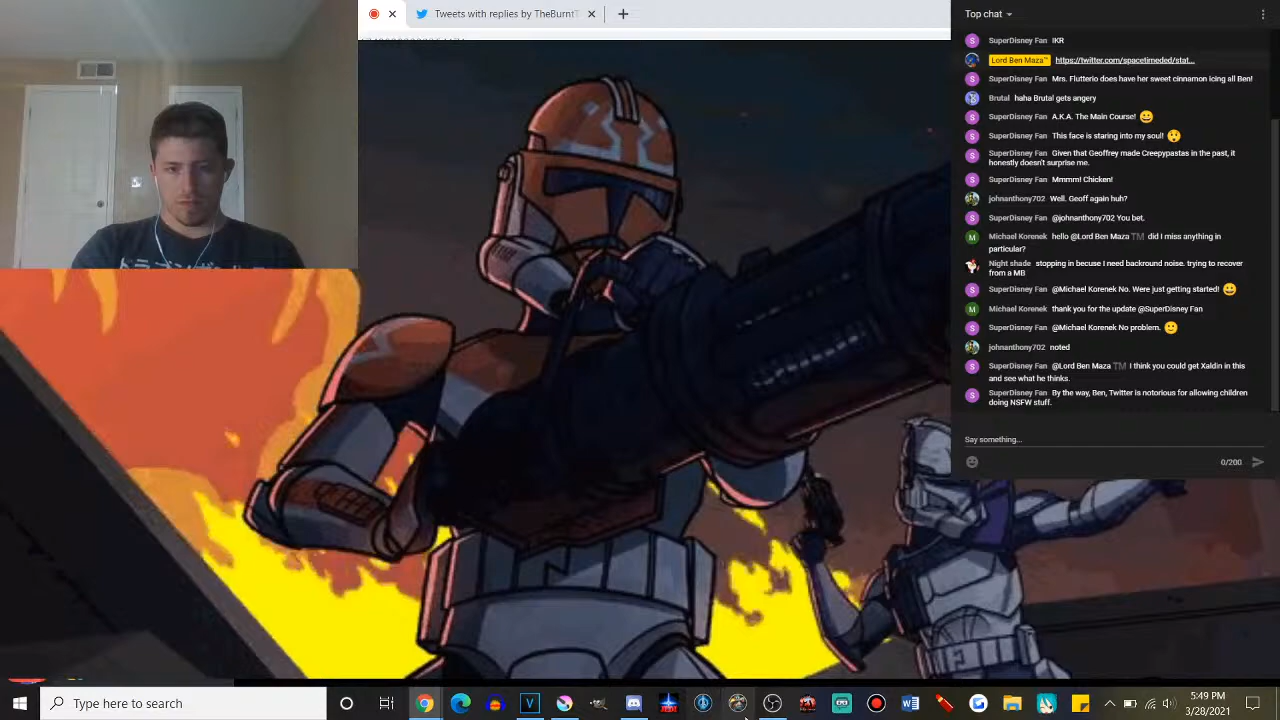 Tweets with replies by TheBurntT
Top chat
SuperDisney Fan IKR
Lord Ben Maza™ https://twitter.com/spacetimeded/stat...
SuperDisney Fan Mrs. Flutterio does have her sweet cinnamon icing all Ben!
Brutal haha Brutal gets angery
SuperDisney Fan A.K.A. The Main Course! 😀
SuperDisney Fan This face is staring into my soul! 😲
SuperDisney Fan Given that Geoffrey made Creepypastas in the past, it
honestly doesn't surprise me.
SuperDisney Fan Mmmm! Chicken!
johnanthony702 Well. Geoff again huh?
SuperDisney Fan @johnanthony702 You bet.
Michael Korenek hello @Lord Ben Maza™️ did I miss anything in
particular?
Night shade stopping in becuse I need backround noise. trying to recover
from a MB
SuperDisney Fan @Michael Korenek No. Were just getting started! 😀
Michael Korenek thank you for the update @SuperDisney Fan
SuperDisney Fan @Michael Korenek No problem. 🙂
johnanthony702 noted
SuperDisney Fan @Lord Ben Maza™️ I think you could get Xaldin in this
and see what he thinks.
SuperDisney Fan By the way, Ben, Twitter is notorious for allowing children
doing NSFW stuff.
Say something...
0/200
Type here to search
5:49 PM
3/28/2021